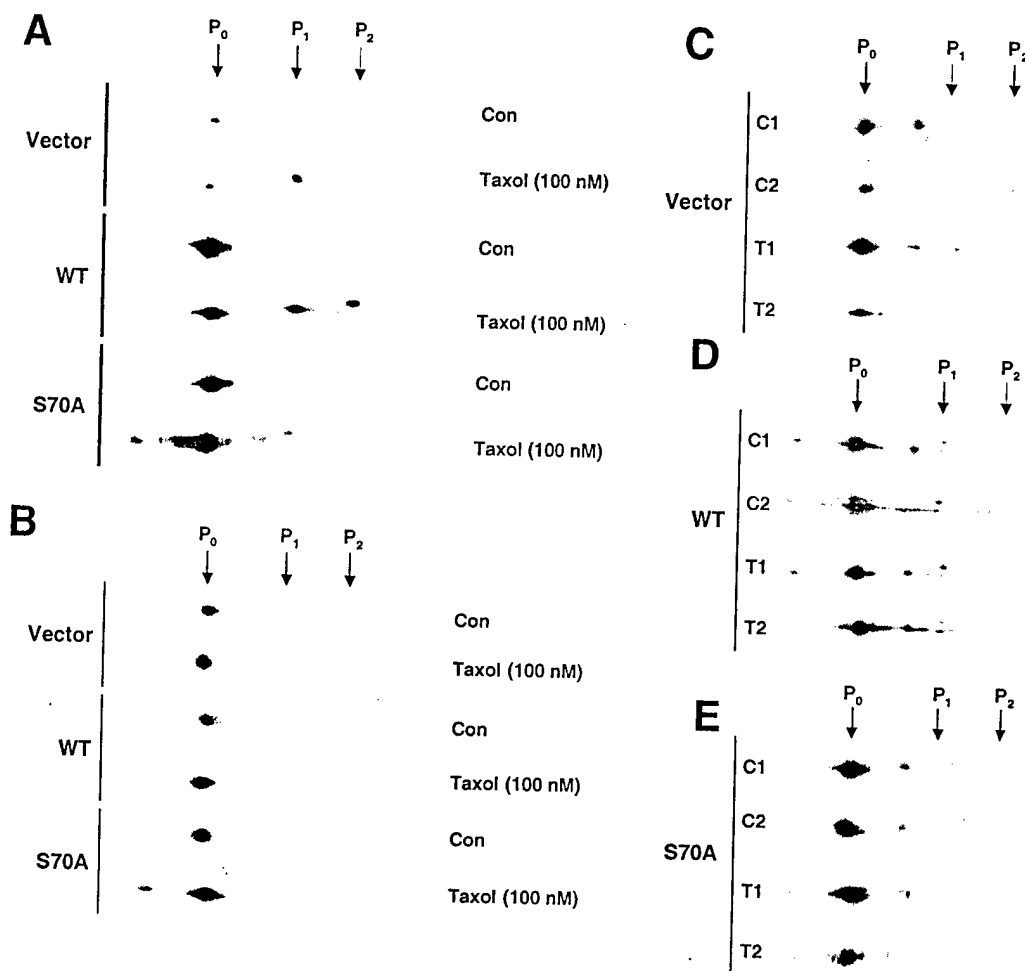 A
P0 P1 P2
Vector
Con
Taxol (100 nM)
WT
Con
Taxol (100 nM)
S70A
Con
Taxol (100 nM)
B
P0 P1 P2
Vector
Con
Taxol (100 nM)
WT
Con
Taxol (100 nM)
S70A
Con
Taxol (100 nM)
C
P0 P1 P2
Vector
C1
C2
T1
T2
D
P0 P1 P2
WT
C1
C2
T1
T2
E
P0 P1 P2
S70A
C1
C2
T1
T2